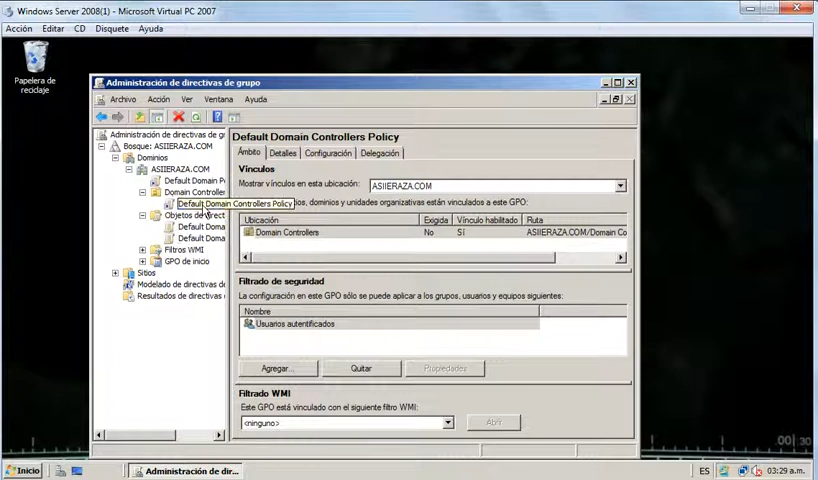 Windows Server 2008(1) - Microsoft Virtual PC 2007
Acción Editar CD Disquete Ayuda
Papelera de
reciclaje
Administración de directivas de grupo
Archivo Acción Ver Ventana Ayuda
Administración de directivas de gr
Bosque: ASIIERAZA.COM
Dominios
ASIIERAZA.COM
Default Domain P
Domain Controller
Default Domain Controllers Policy
Objetos de direct
Default Doma
Default Doma
Filtros WMI
GPO de inicio
Sitios
Modelado de directivas de
Resultados de directivas d
Default Domain Controllers Policy
Ámbito Detalles Configuración Delegación
Vínculos
Mostrar vínculos en esta ubicación: ASIIERAZA.COM
ios, dominios y unidades organizativas están vinculados a este GPO:
Ubicación Exigida Vínculo habilitado Ruta
Domain Controllers No Sí ASIIERAZA.COM/Domain Co
Filtrado de seguridad
La configuración en este GPO sólo se puede aplicar a los grupos, usuarios y equipos siguientes:
Nombre
Usuarios autentificados
Agregar... Quitar Propiedades
Filtrado WMI
Este GPO está vinculado con el siguiente filtro WMI:
<ninguno> Abrir
.00 30
Inicio Administración de dir... ES 03:29 a.m.